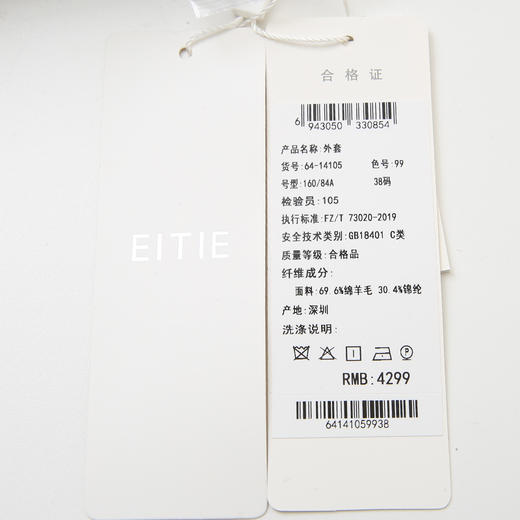 EITIE
合格证
6 943050 330854
产品名称:外套
货号:64-14105 色号:99
号型:160/84A 38码
检验员:105
执行标准:FZ/T 73020-2019
安全技术类别:GB18401 C类
质量等级:合格品
纤维成分:
面料:69.6%绵羊毛 30.4%锦纶
产地:深圳
洗涤说明:
P
RMB:4299
64141059938